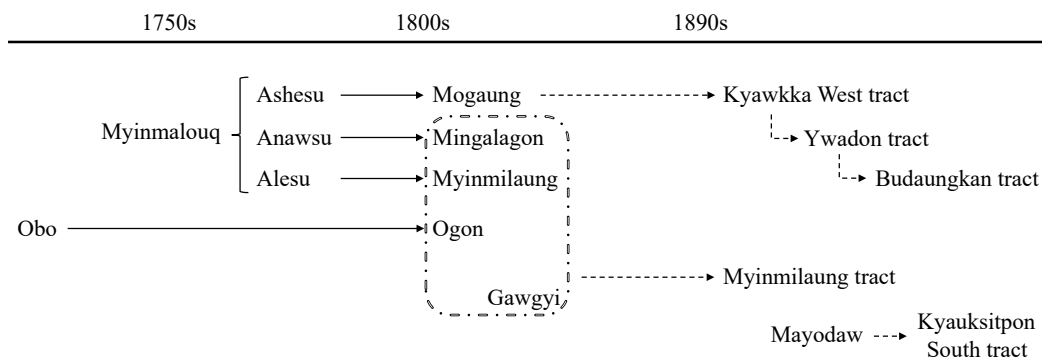 1750s 1800s 1890s
Ashesu Mogaung Kyawkka West tract
Myinmalouq Anawsu Mingalagon Ywadon tract
Alesu Myinmilaung Budaungkan tract
Obo Ogon
Myinmilaung tract
Gawgyi
Mayodaw Kyauksitpon
South tract